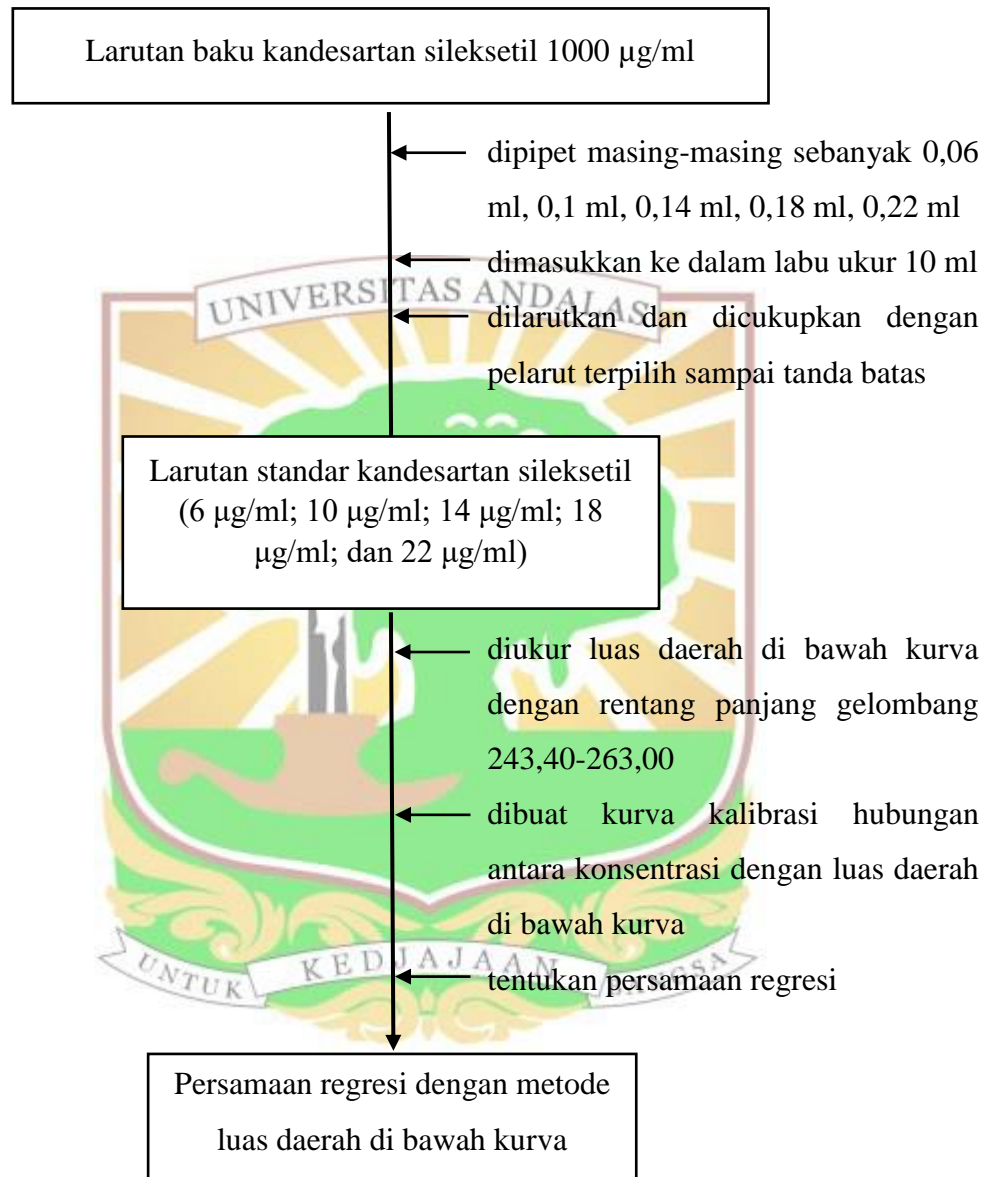 Larutan baku kandesartan sileksetil 1000 µg/ml
dipipet masing-masing sebanyak 0,06
ml, 0,1 ml, 0,14 ml, 0,18 ml, 0,22 ml
dimasukkan ke dalam labu ukur 10 ml
UNIVERSITAS ANDALAS
dilarutkan dan dicukupkan dengan
pelarut terpilih sampai tanda batas
Larutan standar kandesartan sileksetil
(6 µg/ml; 10 µg/ml; 14 µg/ml; 18
µg/ml; dan 22 µg/ml)
diukur luas daerah di bawah kurva
dengan rentang panjang gelombang
243,40-263,00
dibuat kurva kalibrasi hubungan
antara konsentrasi dengan luas daerah
di bawah kurva
UNTUK KEDJAJAAN BANGSA
tentukan persamaan regresi
Persamaan regresi dengan metode
luas daerah di bawah kurva